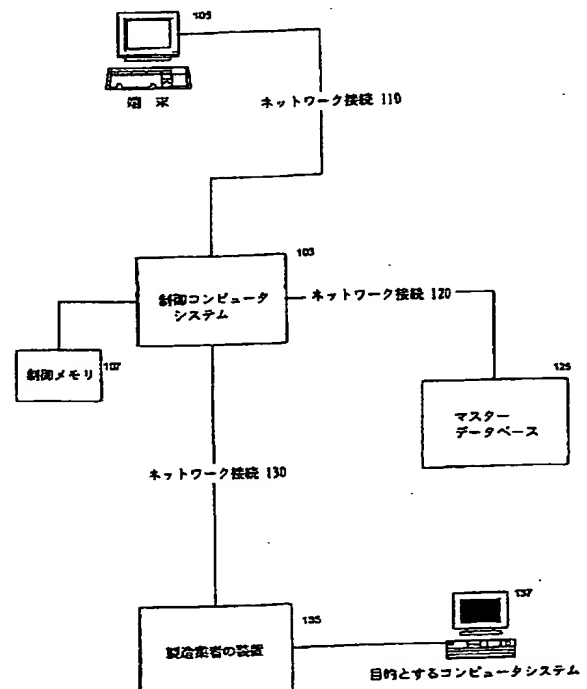 105
端末
ネットワーク接続 110
103
制御コンピュータ
システム
ネットワーク接続 120
制御メモリ
107
125
マスター
データベース
ネットワーク接続 130
135
製造業者の装置
137
目的とするコンピュータシステム